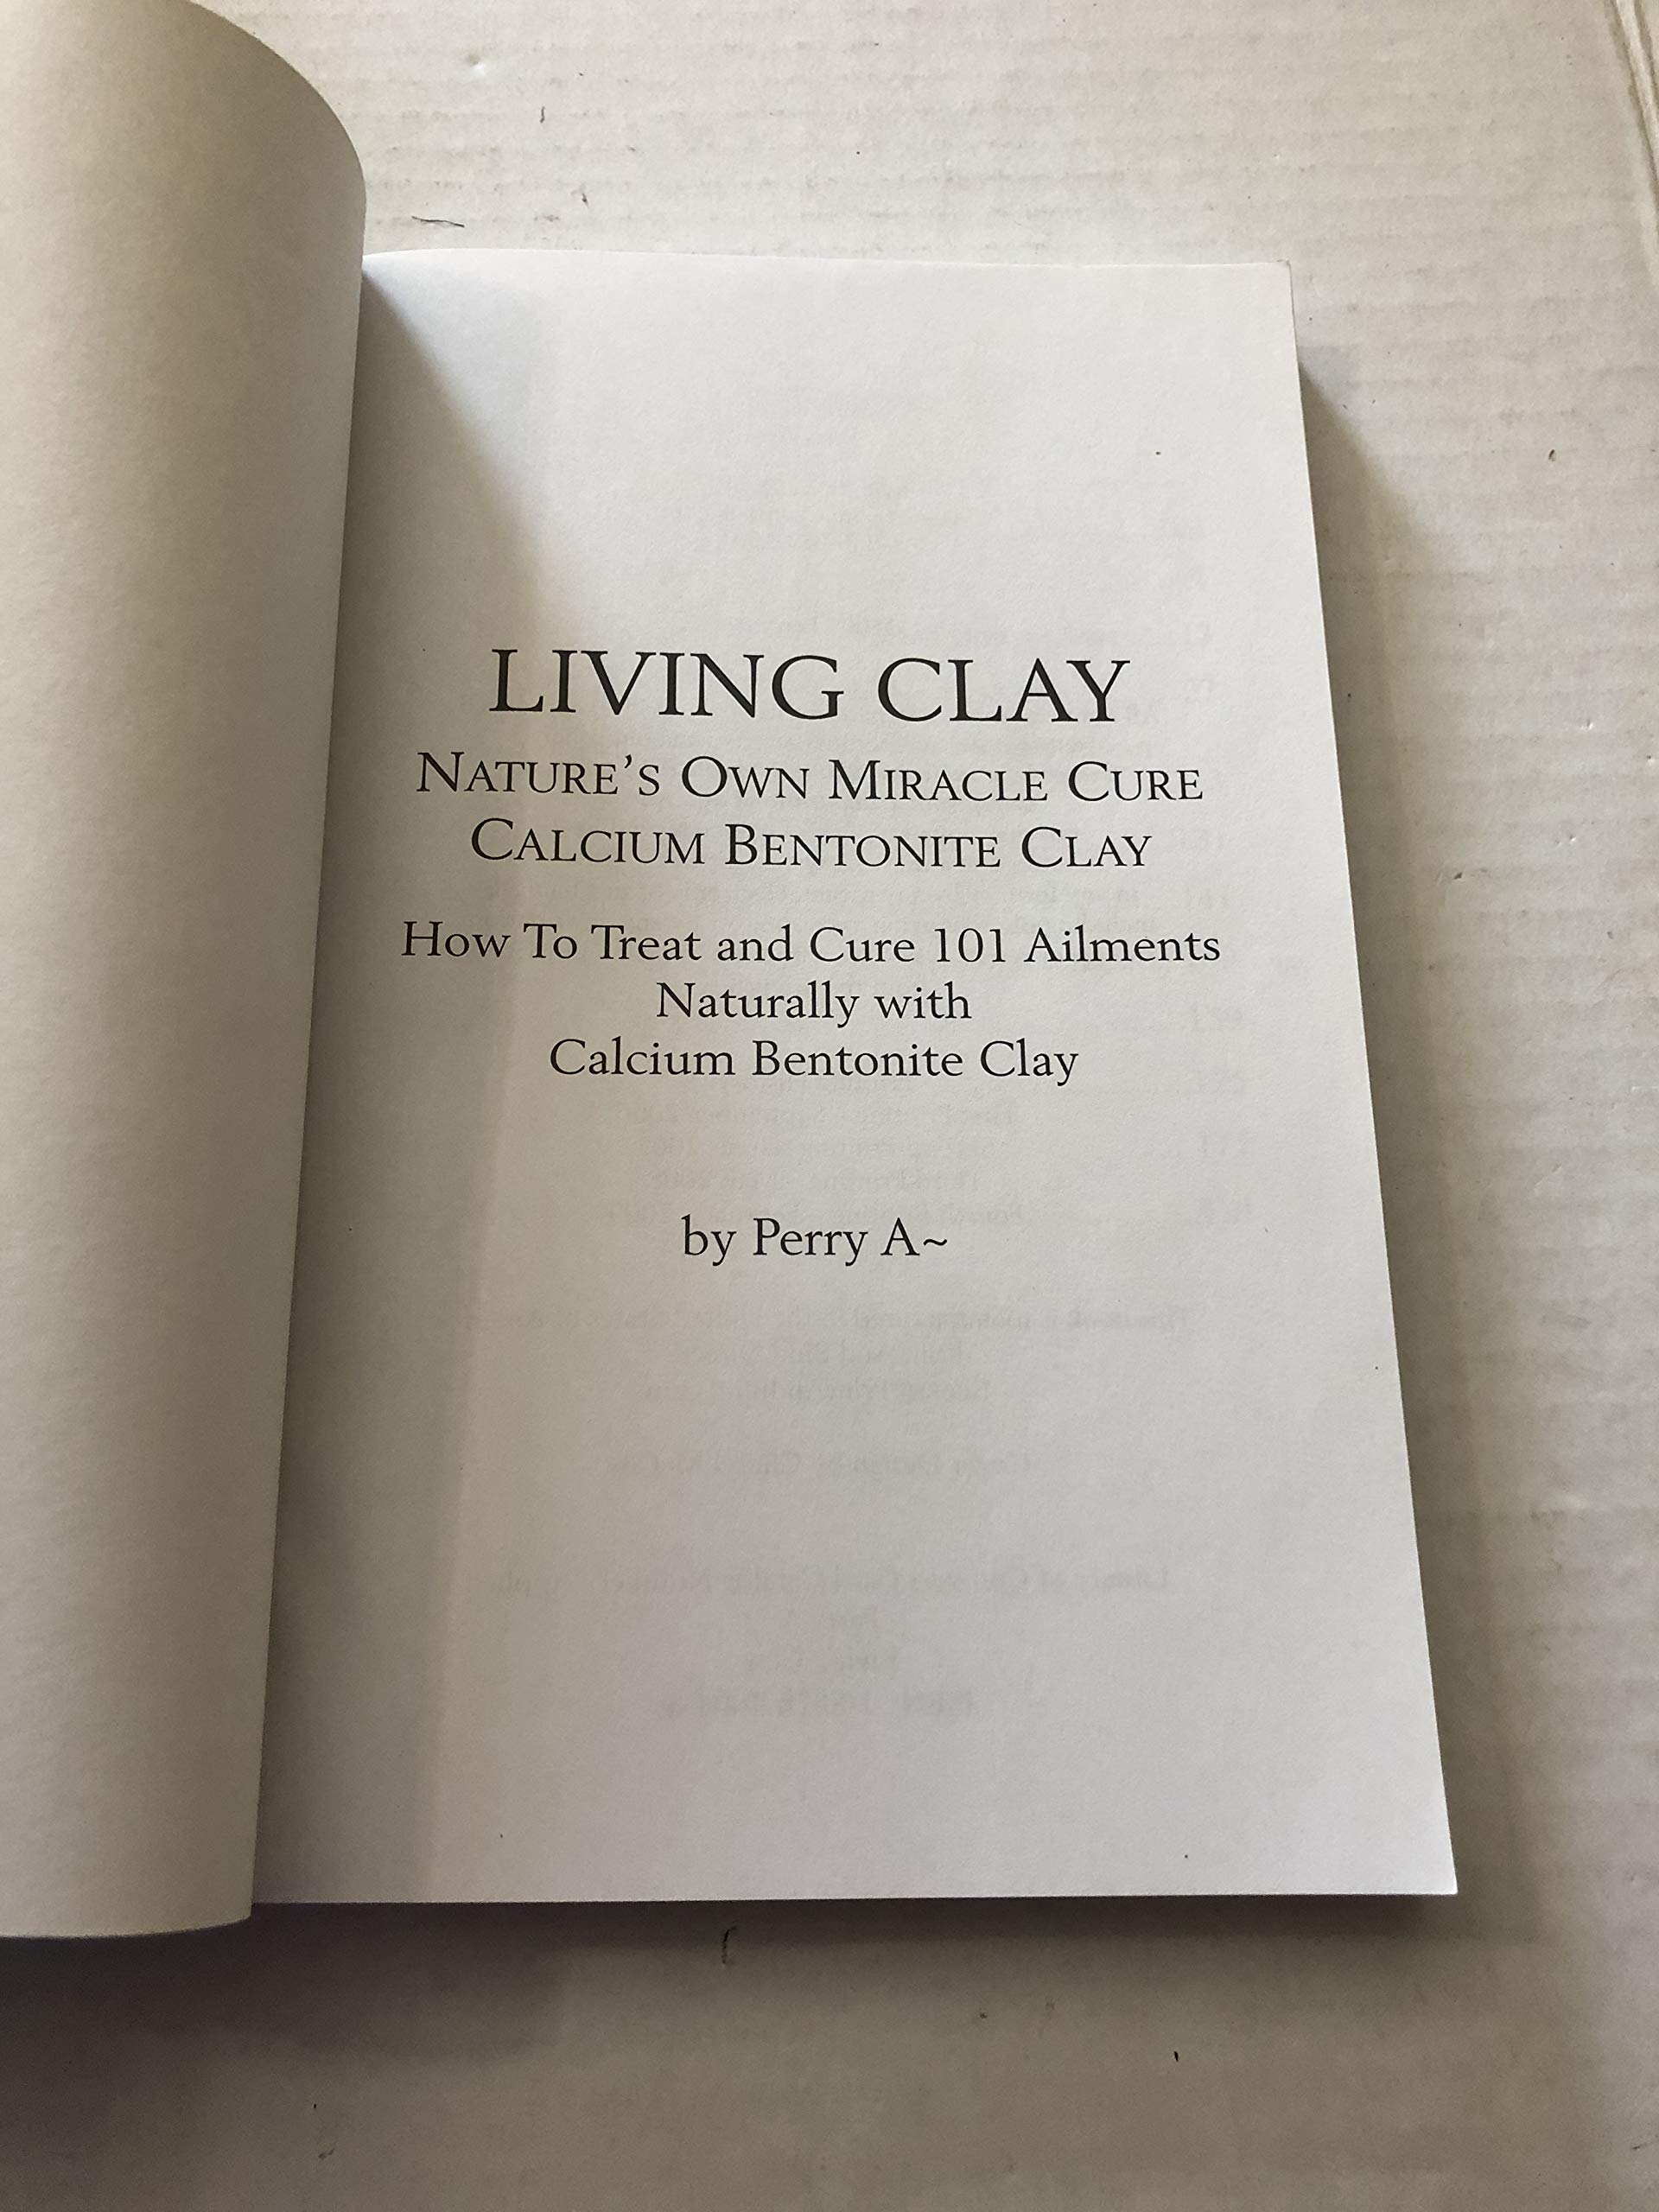 LIVING CLAY
NATURE'S OWN MIRACLE CURE
CALCIUM BENTONITE CLAY
How To Treat and Cure 101 Ailments
Naturally with
Calcium Bentonite Clay
by Perry A~